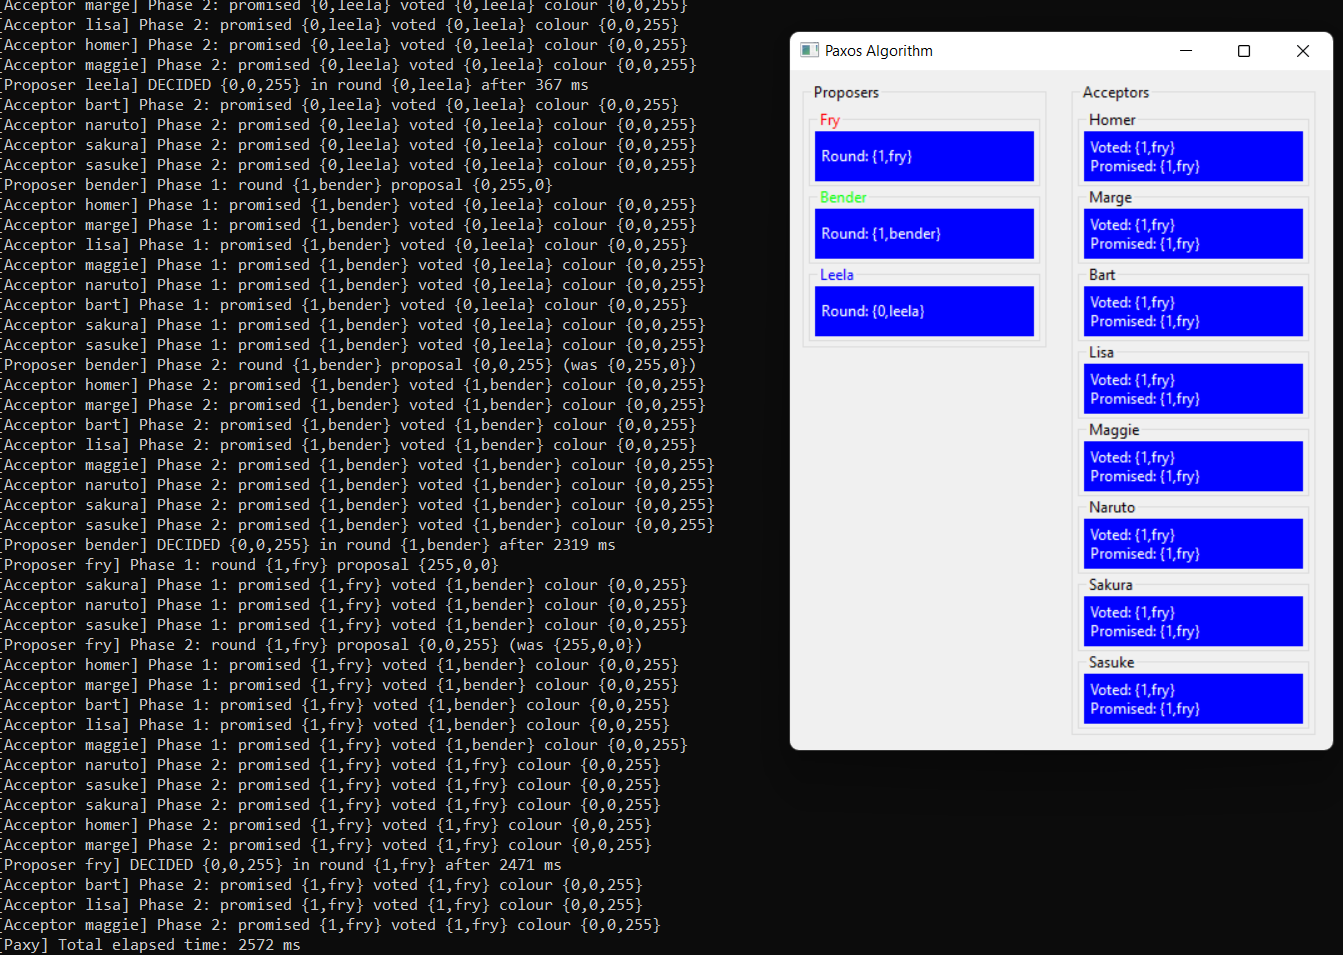 [Acceptor marge] Phase 2: promised {0,leela} voted {0,leela} colour {0,0,255}
[Acceptor lisa] Phase 2: promised {0,leela} voted {0,leela} colour {0,0,255}
[Acceptor homer] Phase 2: promised {0,leela} voted {0,leela} colour {0,0,255}
[Acceptor maggie] Phase 2: promised {0,leela} voted {0,leela} colour {0,0,255}
[Proposer leela] DECIDED {0,0,255} in round {0,leela} after 367 ms
[Acceptor bart] Phase 2: promised {0,leela} voted {0,leela} colour {0,0,255}
[Acceptor naruto] Phase 2: promised {0,leela} voted {0,leela} colour {0,0,255}
[Acceptor sakura] Phase 2: promised {0,leela} voted {0,leela} colour {0,0,255}
[Acceptor sasuke] Phase 2: promised {0,leela} voted {0,leela} colour {0,0,255}
[Proposer bender] Phase 1: round {1,bender} proposal {0,255,0}
[Acceptor homer] Phase 1: promised {1,bender} voted {0,leela} colour {0,0,255}
[Acceptor marge] Phase 1: promised {1,bender} voted {0,leela} colour {0,0,255}
[Acceptor lisa] Phase 1: promised {1,bender} voted {0,leela} colour {0,0,255}
[Acceptor maggie] Phase 1: promised {1,bender} voted {0,leela} colour {0,0,255}
[Acceptor naruto] Phase 1: promised {1,bender} voted {0,leela} colour {0,0,255}
[Acceptor bart] Phase 1: promised {1,bender} voted {0,leela} colour {0,0,255}
[Acceptor sakura] Phase 1: promised {1,bender} voted {0,leela} colour {0,0,255}
[Acceptor sasuke] Phase 1: promised {1,bender} voted {0,leela} colour {0,0,255}
[Proposer bender] Phase 2: round {1,bender} proposal {0,0,255} (was {0,255,0})
[Acceptor homer] Phase 2: promised {1,bender} voted {1,bender} colour {0,0,255}
[Acceptor marge] Phase 2: promised {1,bender} voted {1,bender} colour {0,0,255}
[Acceptor bart] Phase 2: promised {1,bender} voted {1,bender} colour {0,0,255}
[Acceptor lisa] Phase 2: promised {1,bender} voted {1,bender} colour {0,0,255}
[Acceptor maggie] Phase 2: promised {1,bender} voted {1,bender} colour {0,0,255}
[Acceptor naruto] Phase 2: promised {1,bender} voted {1,bender} colour {0,0,255}
[Acceptor sakura] Phase 2: promised {1,bender} voted {1,bender} colour {0,0,255}
[Acceptor sasuke] Phase 2: promised {1,bender} voted {1,bender} colour {0,0,255}
[Proposer bender] DECIDED {0,0,255} in round {1,bender} after 2319 ms
[Proposer fry] Phase 1: round {1,fry} proposal {255,0,0}
[Acceptor sakura] Phase 1: promised {1,fry} voted {1,bender} colour {0,0,255}
[Acceptor naruto] Phase 1: promised {1,fry} voted {1,bender} colour {0,0,255}
[Acceptor sasuke] Phase 1: promised {1,fry} voted {1,bender} colour {0,0,255}
[Proposer fry] Phase 2: round {1,fry} proposal {0,0,255} (was {255,0,0})
[Acceptor homer] Phase 1: promised {1,fry} voted {1,bender} colour {0,0,255}
[Acceptor marge] Phase 1: promised {1,fry} voted {1,bender} colour {0,0,255}
[Acceptor bart] Phase 1: promised {1,fry} voted {1,bender} colour {0,0,255}
[Acceptor lisa] Phase 1: promised {1,fry} voted {1,bender} colour {0,0,255}
[Acceptor maggie] Phase 1: promised {1,fry} voted {1,bender} colour {0,0,255}
[Acceptor naruto] Phase 2: promised {1,fry} voted {1,fry} colour {0,0,255}
[Acceptor sasuke] Phase 2: promised {1,fry} voted {1,fry} colour {0,0,255}
[Acceptor sakura] Phase 2: promised {1,fry} voted {1,fry} colour {0,0,255}
[Acceptor homer] Phase 2: promised {1,fry} voted {1,fry} colour {0,0,255}
[Acceptor marge] Phase 2: promised {1,fry} voted {1,fry} colour {0,0,255}
[Proposer fry] DECIDED {0,0,255} in round {1,fry} after 2471 ms
[Acceptor bart] Phase 2: promised {1,fry} voted {1,fry} colour {0,0,255}
[Acceptor lisa] Phase 2: promised {1,fry} voted {1,fry} colour {0,0,255}
[Acceptor maggie] Phase 2: promised {1,fry} voted {1,fry} colour {0,0,255}
[Paxy] Total elapsed time: 2572 ms
Paxos Algorithm
Proposers
Fry
Round: {1,fry}
Bender
Round: {1,bender}
Leela
Round: {0,leela}
Acceptors
Homer
Voted: {1,fry}
Promised: {1,fry}
Marge
Voted: {1,fry}
Promised: {1,fry}
Bart
Voted: {1,fry}
Promised: {1,fry}
Lisa
Voted: {1,fry}
Promised: {1,fry}
Maggie
Voted: {1,fry}
Promised: {1,fry}
Naruto
Voted: {1,fry}
Promised: {1,fry}
Sakura
Voted: {1,fry}
Promised: {1,fry}
Sasuke
Voted: {1,fry}
Promised: {1,fry}